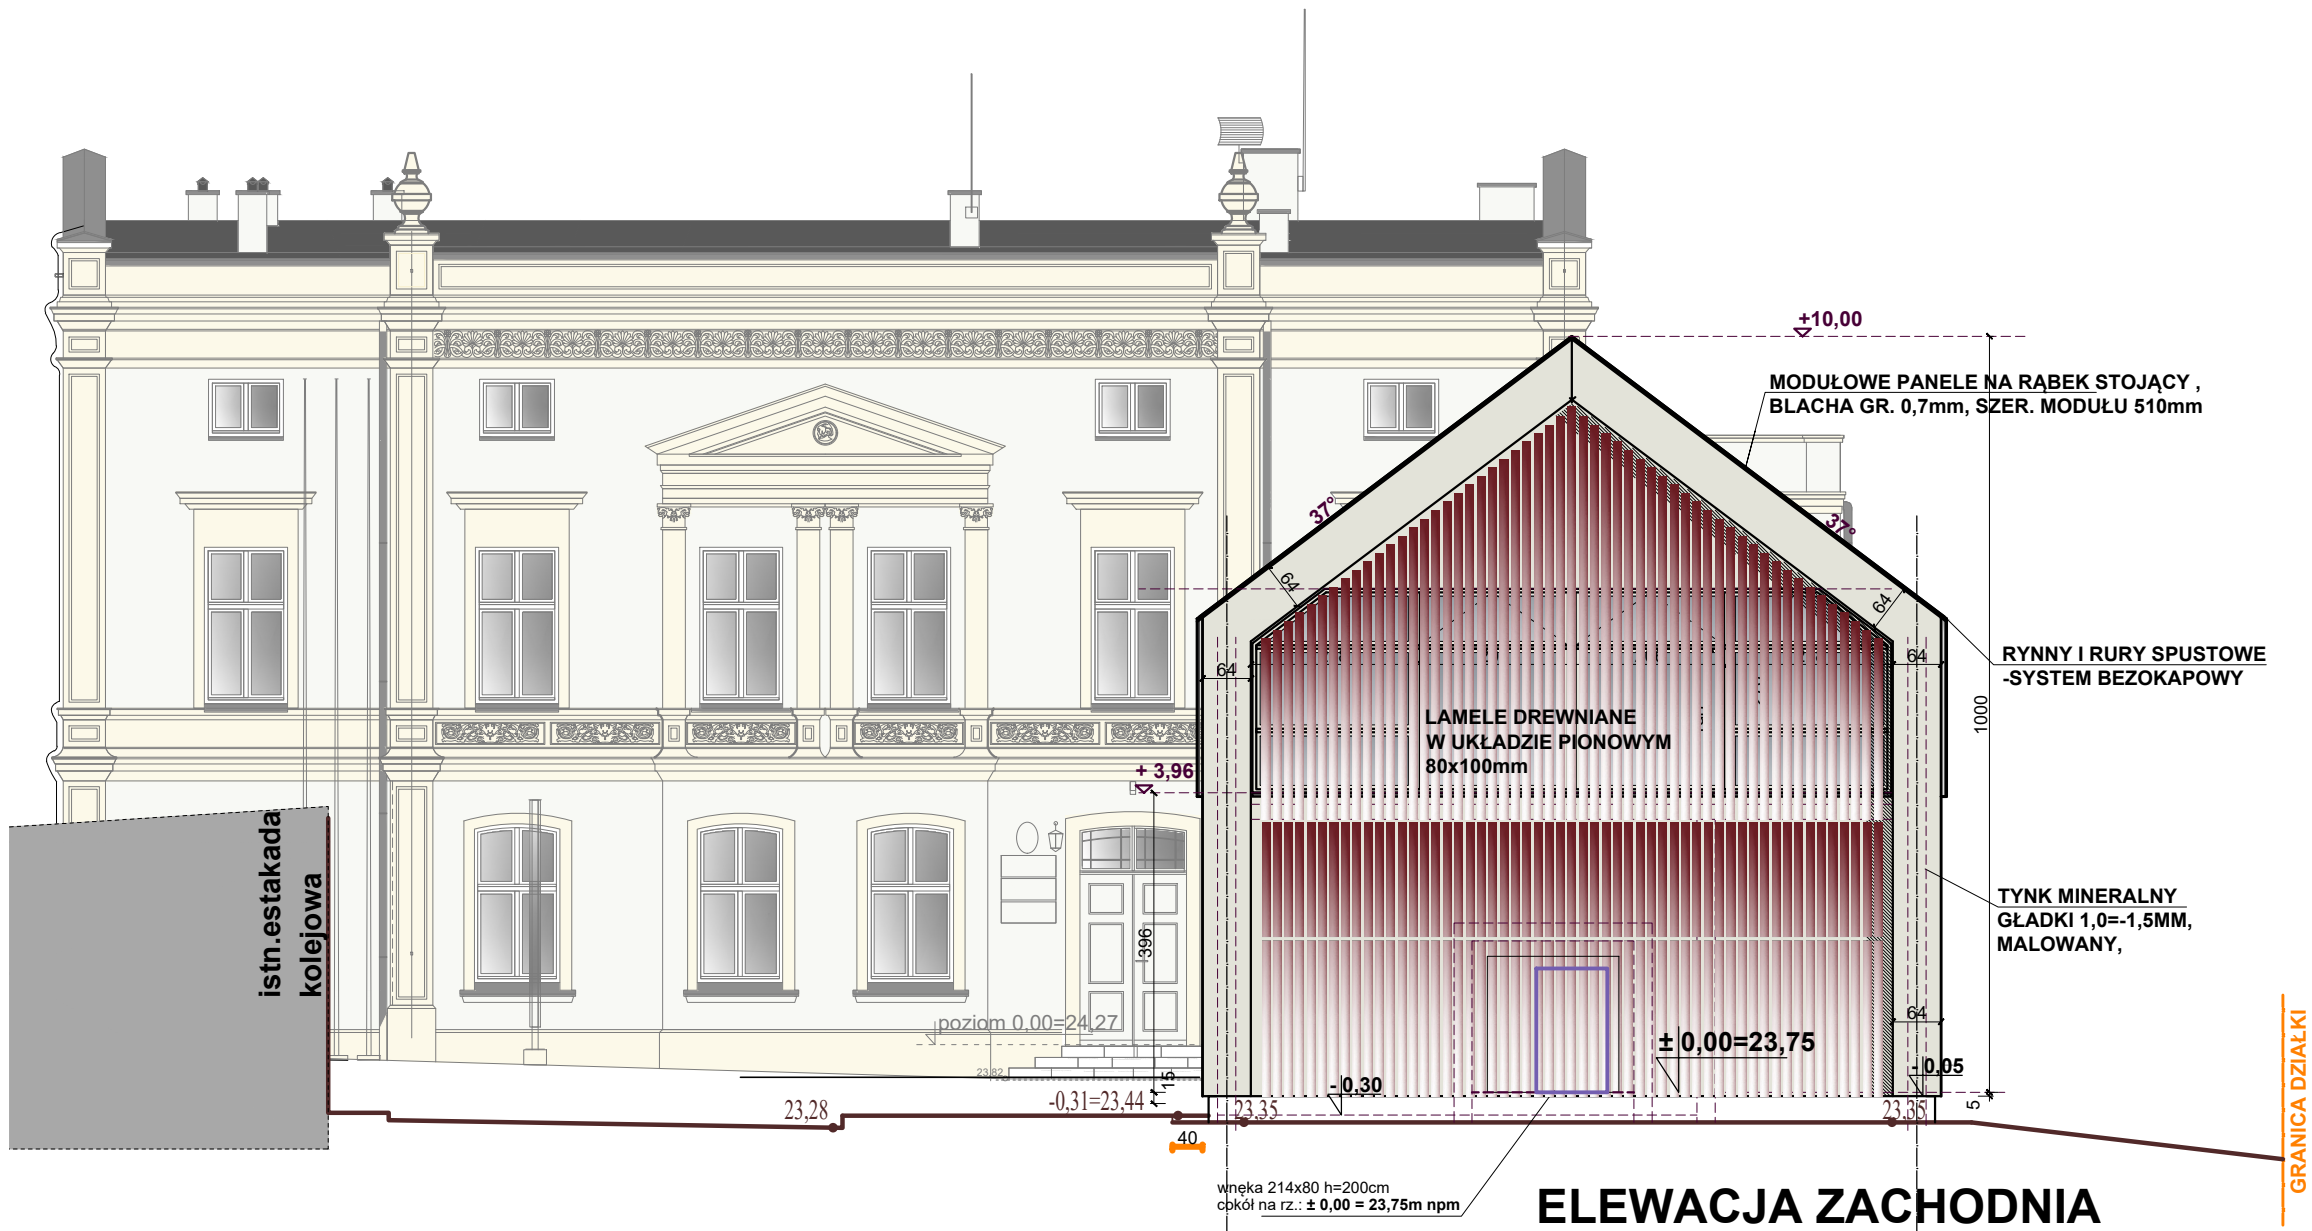 +10,00
MODUŁOWE PANELE NA RĄBEK STOJĄCY ,
BLACHA GR. 0,7mm, SZER. MODUŁU 510mm
37°
37°
64
64
64
64
RYNNY I RURY SPUSTOWE
-SYSTEM BEZOKAPOWY
1000
LAMELE DREWNIANE
W UKŁADZIE PIONOWYM
80x100mm
+ 3,96
istn.estakada
kolejowa
TYNK MINERALNY
GŁADKI 1,0=-1,5MM,
MALOWANY,
396
poziom 0,00=24,27
64
± 0,00=23,75
23,82
15
- 0,30
- 0,05
23,28
-0,31=23,44
23,35
23,35
5
40
GRANICA DZIAŁKI
wnęka 214x80 h=200cm
cokół na rz.: ± 0,00 = 23,75m npm
ELEWACJA ZACHODNIA